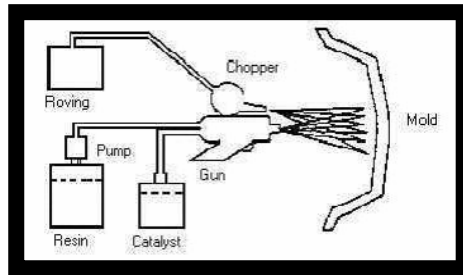 Chopper
Roving
Mold
Pump
Gun
Resin
Catalyst